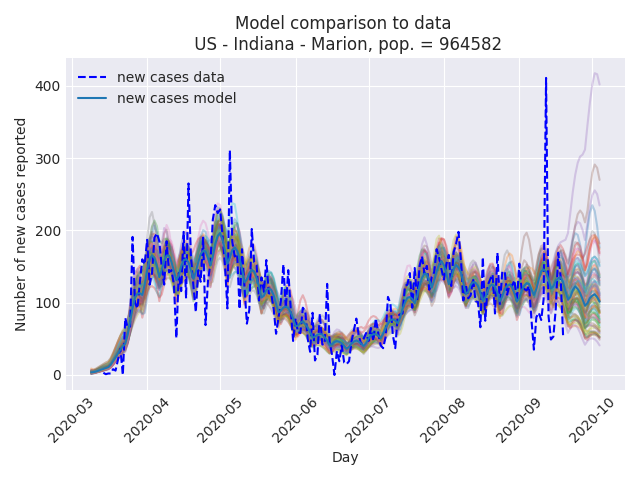 Model comparison to data
US - Indiana - Marion, pop. = 964582
new cases data
new cases model
Number of new cases reported
400
300
200
100
0
2020-03
2020-04
2020-05
2020-06
2020-07
2020-08
2020-09
2020-10
Day